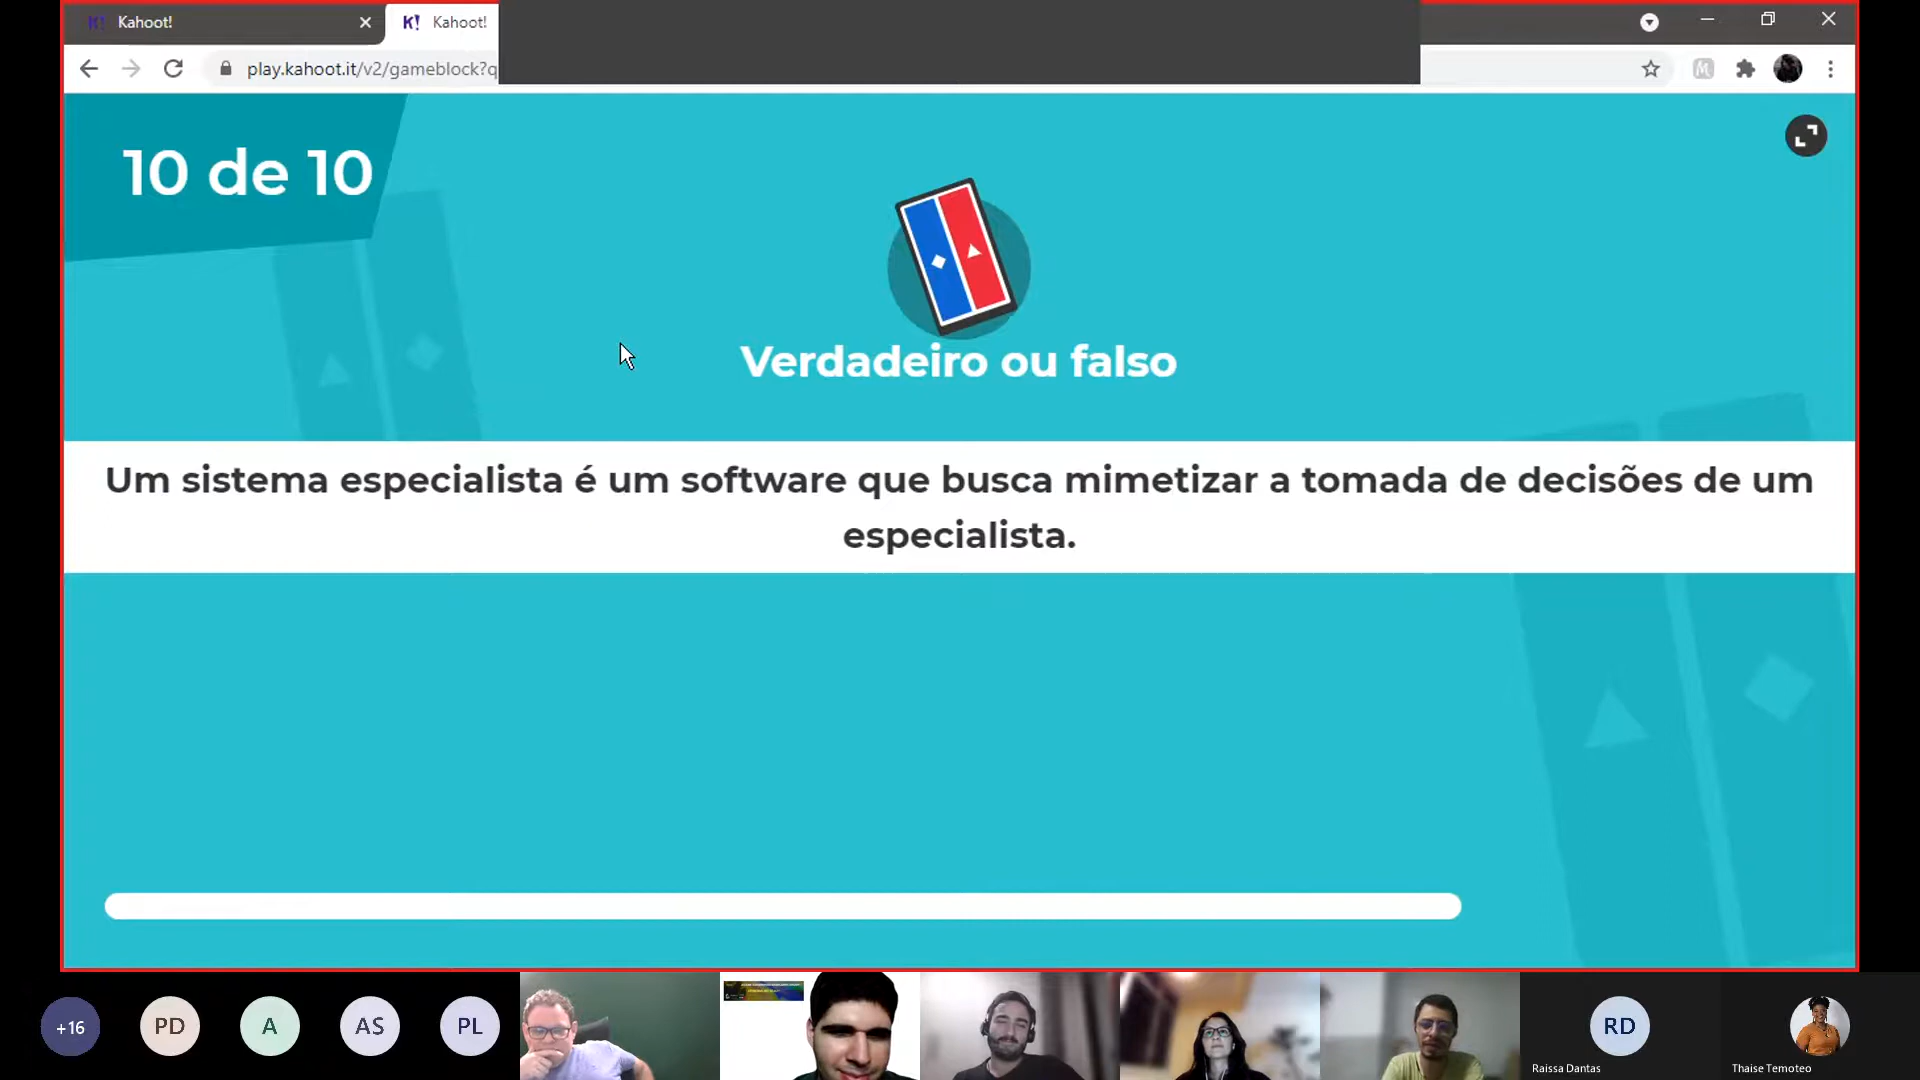 Kahoot!
K! Kahoot!
play.kahoot.it/v2/gameblock?q
10 de 10
Verdadeiro ou falso
Um sistema especialista é um software que busca mimetizar a tomada de decisões de um
especialista.
+16
PD
A
AS
PL
RD
Raissa Dantas
Thaise Temoteo